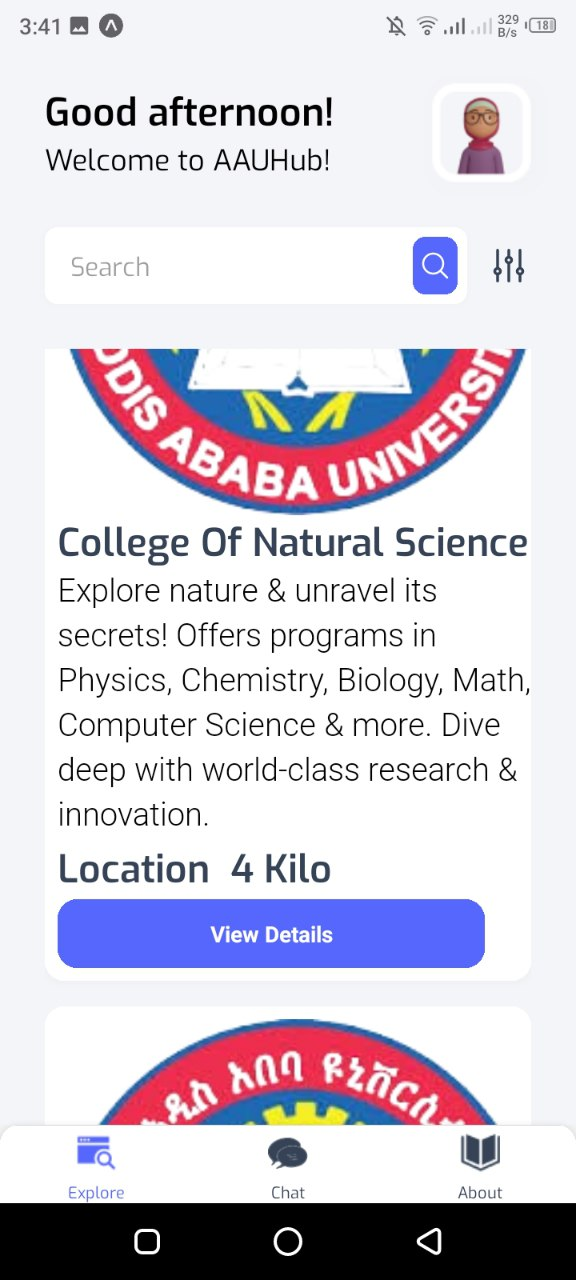 3:41
329
B/s
18
Good afternoon!
Welcome to AAUHub!
Search
DDIS ABABA UNIVERSIT
College Of Natural Science
Explore nature & unravel its
secrets! Offers programs in
Physics, Chemistry, Biology, Math,
Computer Science & more. Dive
deep with world-class research &
innovation.
Location 4 Kilo
View Details
ዲስ አበባ ዩኒቨርሲ
Explore
Chat
About